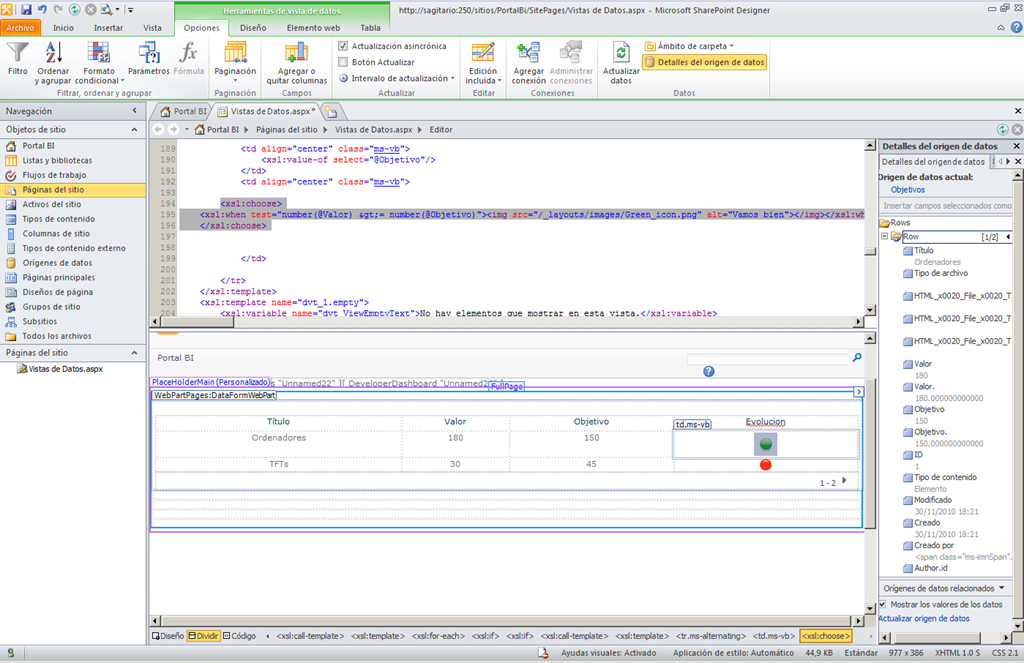 Herramientas de vista de datos
http://sagitario:250/sitios/PortalBi/SitePages/Vistas de Datos.aspx - Microsoft SharePoint Designer
Archivo Inicio Insertar Vista Opciones Diseño Elemento web Tabla
Filtro
Ordenar y agrupar
Formato condicional
Parámetros
Fórmula
Filtrar, ordenar y agrupar
Paginación
Paginación
Agregar o quitar columnas
Campos
Actualización asincrónica
Botón Actualizar
Intervalo de actualización
Actualizar
Edición incluida
Editar
Agregar conexión
Administrar conexiones
Conexiones
Actualizar datos
Ámbito de carpeta
Detalles del origen de datos
Datos
Navegación
Objetos de sitio
Portal BI
Listas y bibliotecas
Flujos de trabajo
Páginas del sitio
Activos del sitio
Tipos de contenido
Columnas de sitio
Tipos de contenido externo
Orígenes de datos
Páginas principales
Diseños de página
Grupos de sitio
Subsitios
Todos los archivos
Páginas del sitio
Vistas de Datos.aspx
Portal BI Vistas de Datos.aspx*
Portal BI Páginas del sitio Vistas de Datos.aspx Editor
189 <td align="center" class="ms-vb">
190 <xsl:value-of select="@Objetivo"/>
191 </td>
192 <td align="center" class="ms-vb">
193
194 <xsl:choose>
195 <xsl:when test="number(@Valor) &gt;= number(@Objetivo)"><img src="/_layouts/images/Green_icon.png" alt="Vamos bien"></img></xsl:wh
196 </xsl:choose>
197
198
199 </td>
200
201 </tr>
202 </xsl:template>
203 <xsl:template name="dvt_1.empty">
204 <xsl:variable name="dvt_ViewEmptyText">No hay elementos que mostrar en esta vista.</xsl:variable>
Portal BI
PlaceHolderMain (Personalizado) s "Unnamed22" ][ DeveloperDashboard
FullPage
WebPartPages:DataFormWebPart
Título Valor Objetivo td.ms-vb Evolucion
Ordenadores 180 150
TFTs 30 45
1 - 2
Diseño Dividir Código <xsl:call-template> <xsl:template> <xsl:for-each> <xsl:if> <xsl:if> <xsl:call-template> <xsl:template> <tr.ms-alternating> <td.ms-vb> <xsl:choose>
Detalles del origen de datos
Detalles del origen de datos
Origen de datos actual:
Objetivos
Insertar campos seleccionados como
Rows
Row [1/2]
Título
Ordenadores
Tipo de archivo
HTML_x0020_File_x0020_T
HTML_x0020_File_x0020_T
HTML_x0020_File_x0020_T
Valor
180
Valor.
180.000000000000
Objetivo
150
Objetivo.
150.000000000000
ID
1
Tipo de contenido
Elemento
Modificado
30/11/2010 18:21
Creado
30/11/2010 18:21
Creado por
<span class="ms-imnSpan".
Author.id
Orígenes de datos relacionados
Mostrar los valores de los datos
Actualizar origen de datos
Ayudas visuales: Activado Aplicación de estilo: Automático 44,9 KB Estándar 977 x 386 XHTML 1.0 S CSS 2.1